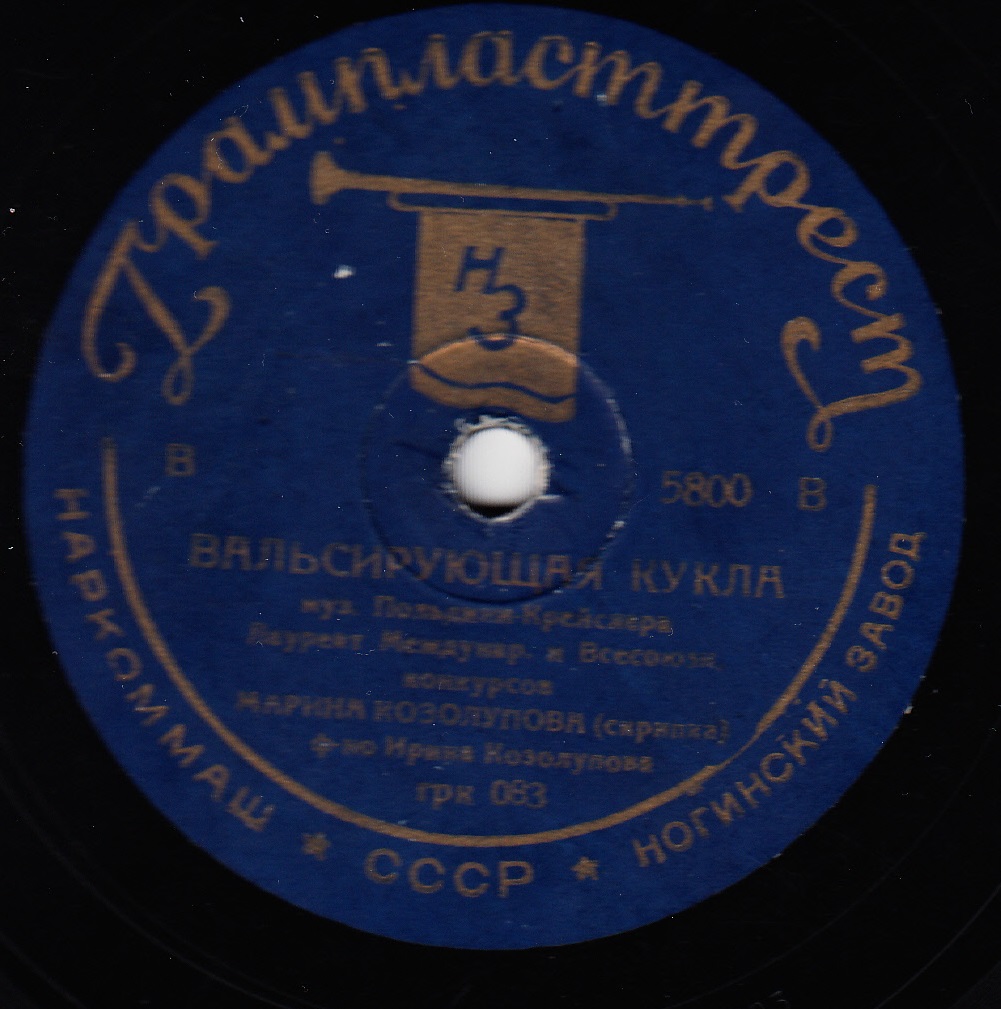 Грампласттрест
НЗ
В 5800 В
ВАЛЬСИРУЮЩАЯ КУКЛА
муз. Польдини-Крейслера
Лауреат Междунар. и Всесоюзн.
конкурсов
МАРИНА КОЗОЛУПОВА (скрипка)
ф-но Ирина Козолупова
грк 083
НАРКОММАШ ★ СССР ★ НОГИНСКИЙ ЗАВОД